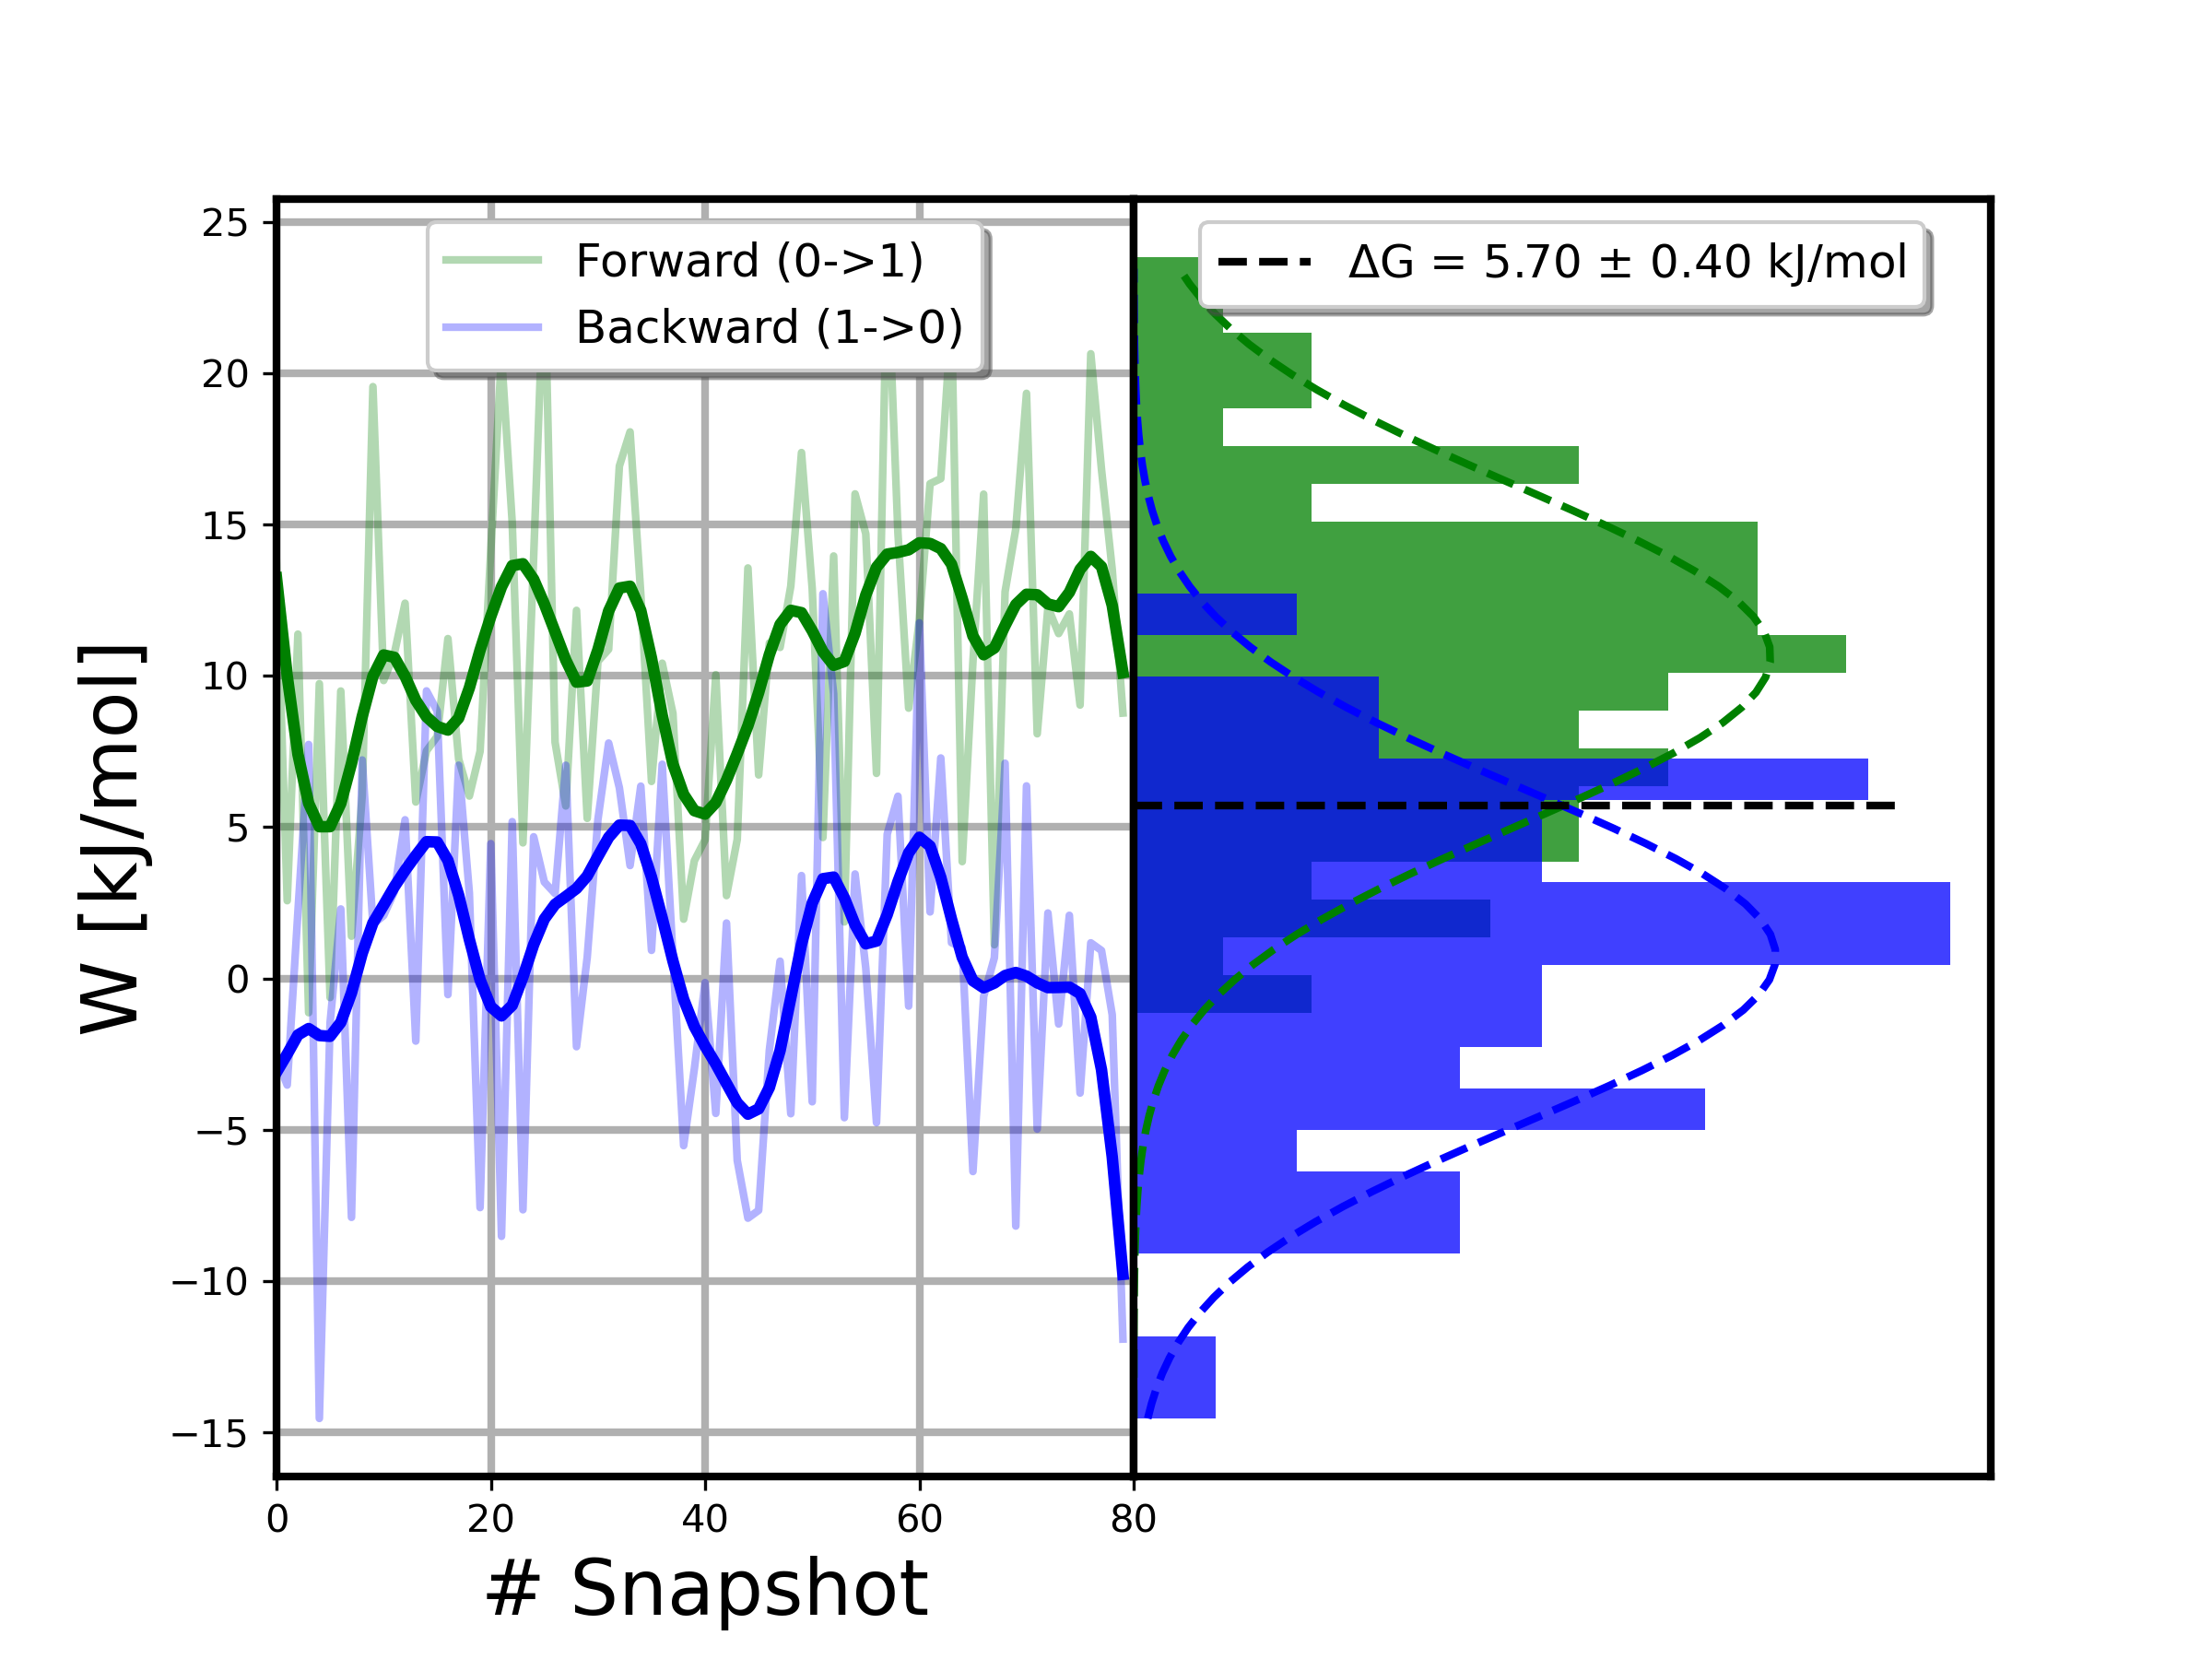 Forward (0->1)
Backward (1->0)
ΔG = 5.70 ± 0.40 kJ/mol
W [kJ/mol]
25
20
15
10
5
0
−5
−10
−15
0 20 40 60 80
# Snapshot